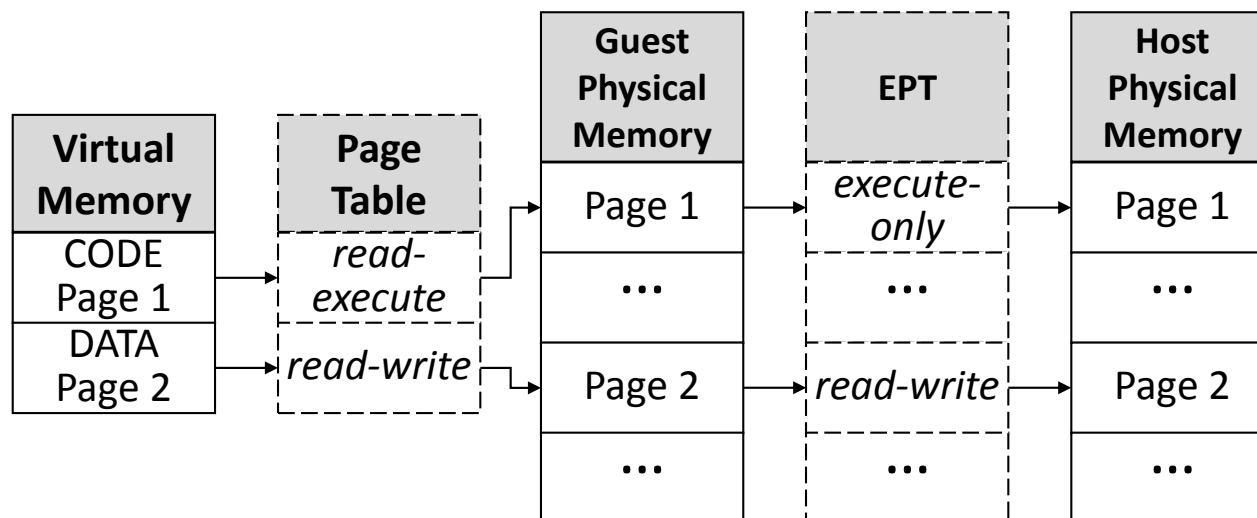 Virtual
Memory
CODE
Page 1
DATA
Page 2
Page
Table
read-
execute
read-write
Guest
Physical
Memory
Page 1
...
Page 2
...
EPT
execute-
only
...
read-write
...
Host
Physical
Memory
Page 1
...
Page 2
...